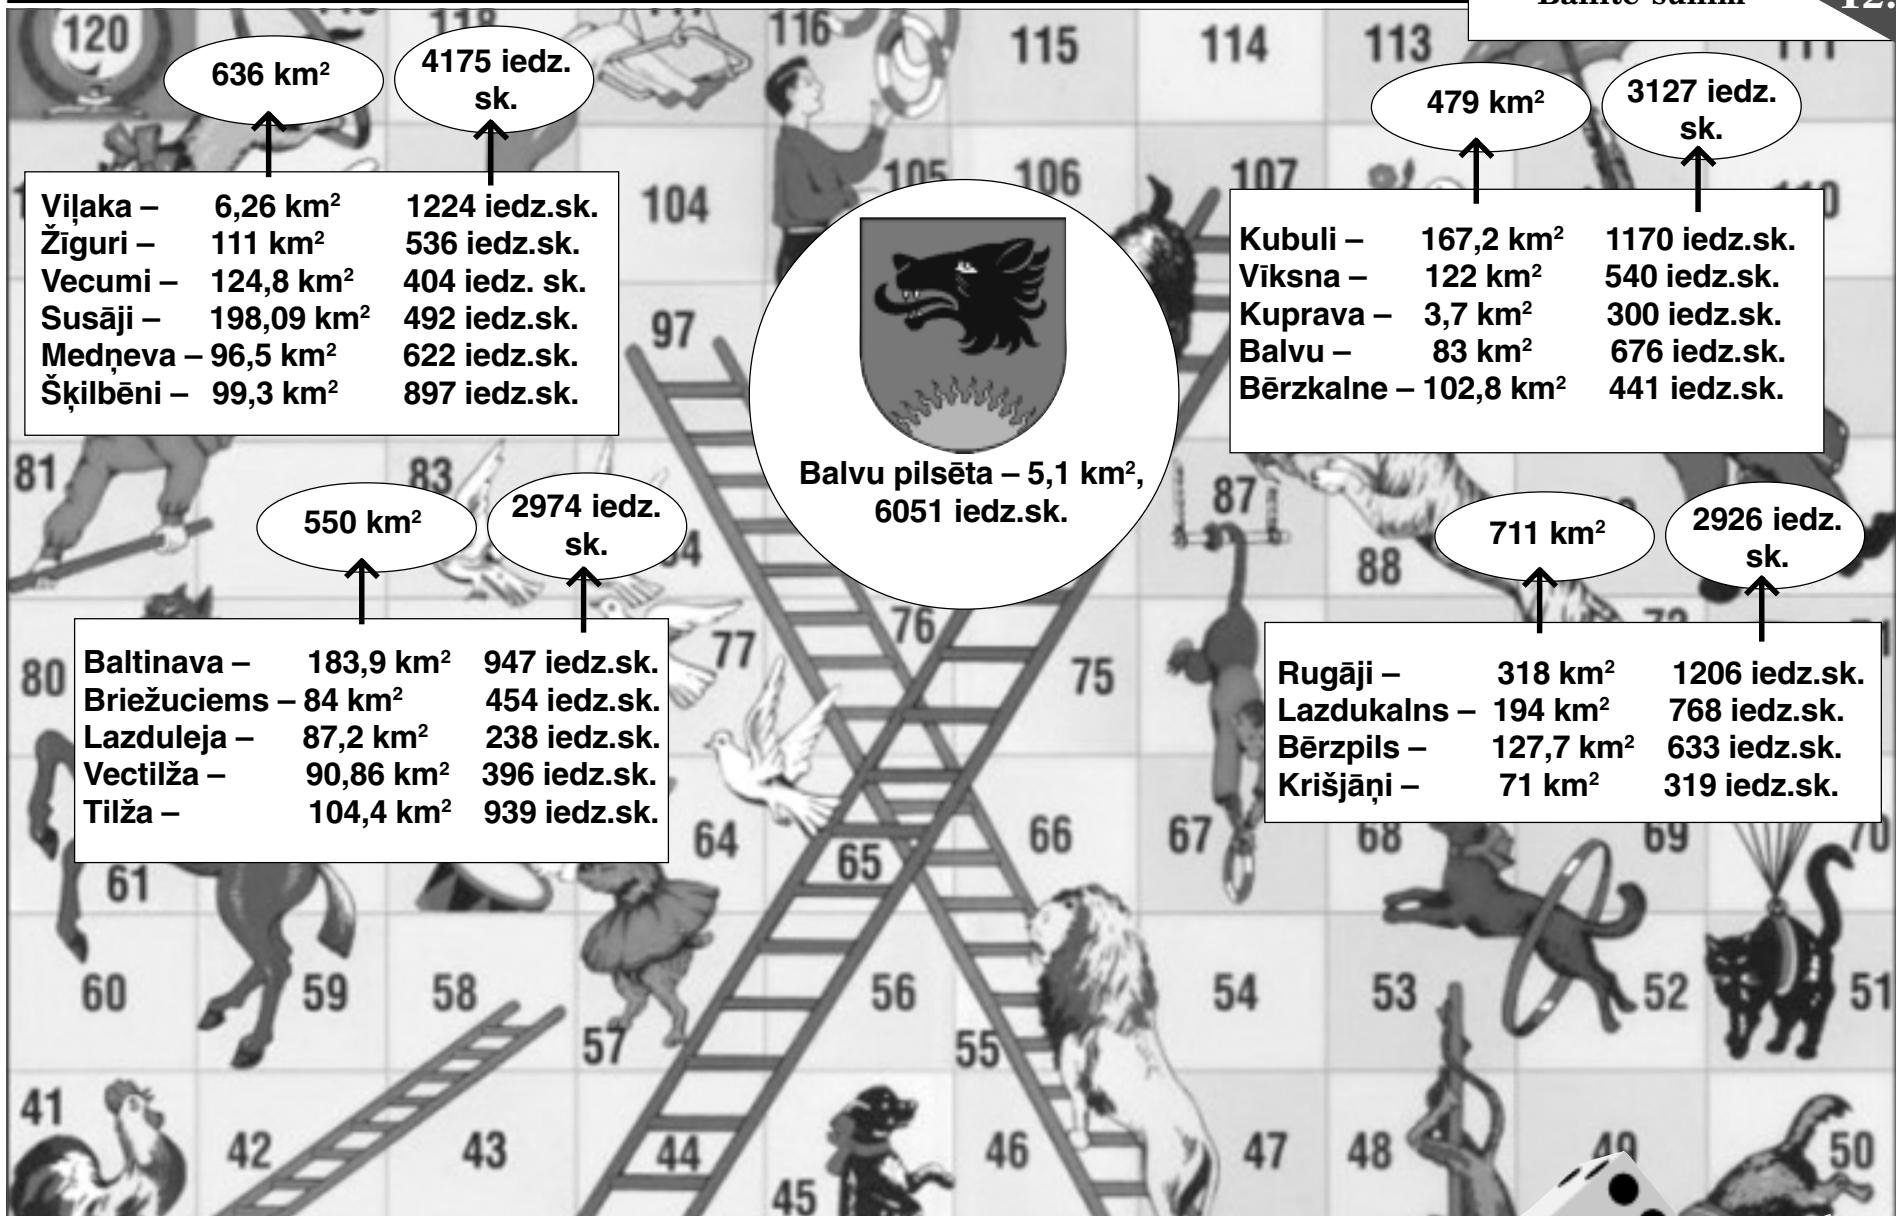 Balvu pilsēta – 5,1 km²,
6051 iedz.sk.
636 km²
4175 iedz.
sk.
Viļaka – 6,26 km² 1224 iedz.sk.
Žīguri – 111 km² 536 iedz.sk.
Vecumi – 124,8 km² 404 iedz. sk.
Susāji – 198,09 km² 492 iedz.sk.
Medņeva – 96,5 km² 622 iedz.sk.
Šķilbēni – 99,3 km² 897 iedz.sk.
479 km²
3127 iedz.
sk.
Kubuli – 167,2 km² 1170 iedz.sk.
Vīksna – 122 km² 540 iedz.sk.
Kuprava – 3,7 km² 300 iedz.sk.
Balvu – 83 km² 676 iedz.sk.
Bērzkalne – 102,8 km² 441 iedz.sk.
550 km²
2974 iedz.
sk.
Baltinava – 183,9 km² 947 iedz.sk.
Briežuciems – 84 km² 454 iedz.sk.
Lazduleja – 87,2 km² 238 iedz.sk.
Vectilža – 90,86 km² 396 iedz.sk.
Tilža – 104,4 km² 939 iedz.sk.
711 km²
2926 iedz.
sk.
Rugāji – 318 km² 1206 iedz.sk.
Lazdukalns – 194 km² 768 iedz.sk.
Bērzpils – 127,7 km² 633 iedz.sk.
Krišjāņi – 71 km² 319 iedz.sk.
120 118 116 115 114 113 111
104 105 106 107 110
97
81 83 87 88
80 77 76 75
61 64 65 66 67 68 69 70
60 59 58 57 56 55 54 53 52 51
41 42 43 44 45 46 47 48 49 50